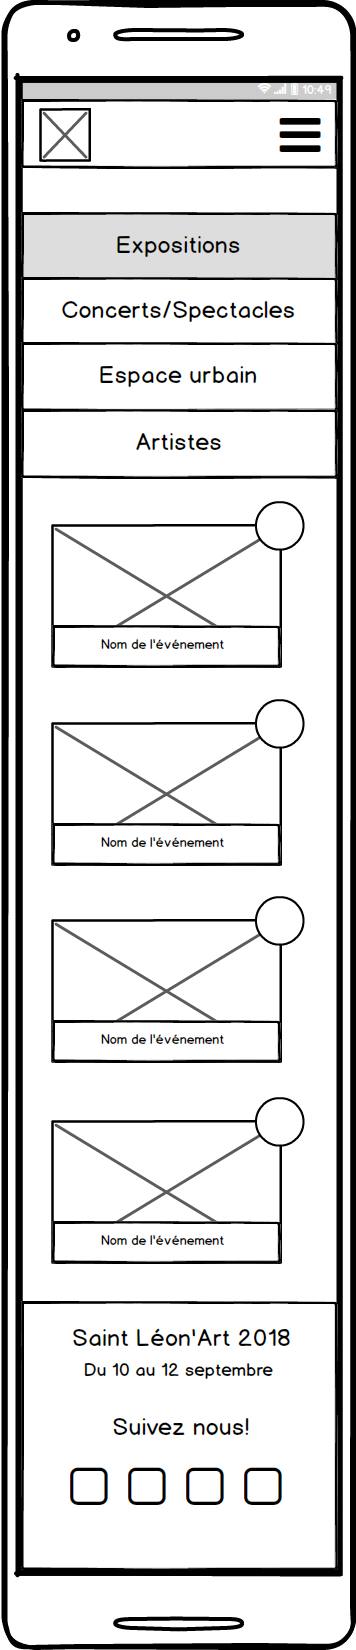 10:49
Expositions
Concerts/Spectacles
Espace urbain
Artistes
Nom de l'événement
Nom de l'événement
Nom de l'événement
Nom de l'événement
Saint Léon'Art 2018
Du 10 au 12 septembre
Suivez nous!